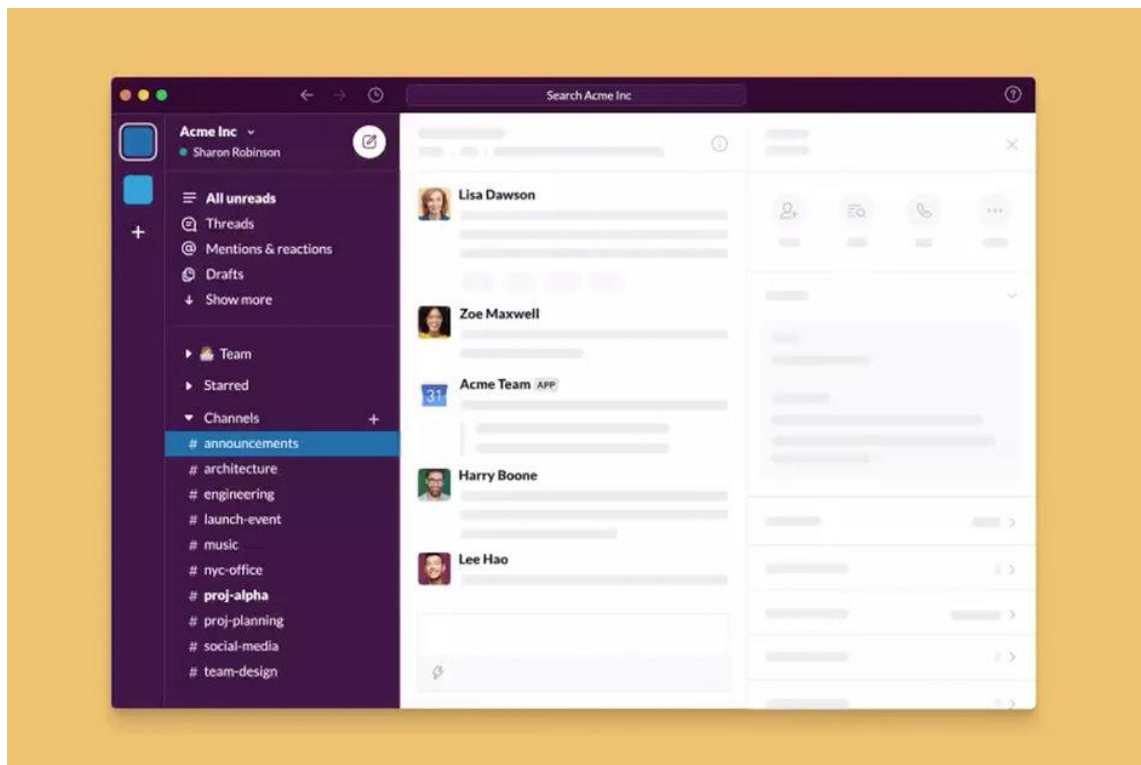 Search Acme Inc
Acme Inc
Sharon Robinson
All unreads
Threads
Mentions & reactions
Drafts
Show more
Team
Starred
Channels
# announcements
# architecture
# engineering
# launch-event
# music
# nyc-office
# proj-alpha
# proj-planning
# social-media
# team-design
Lisa Dawson
Zoe Maxwell
31
Acme Team APP
Harry Boone
Lee Hao